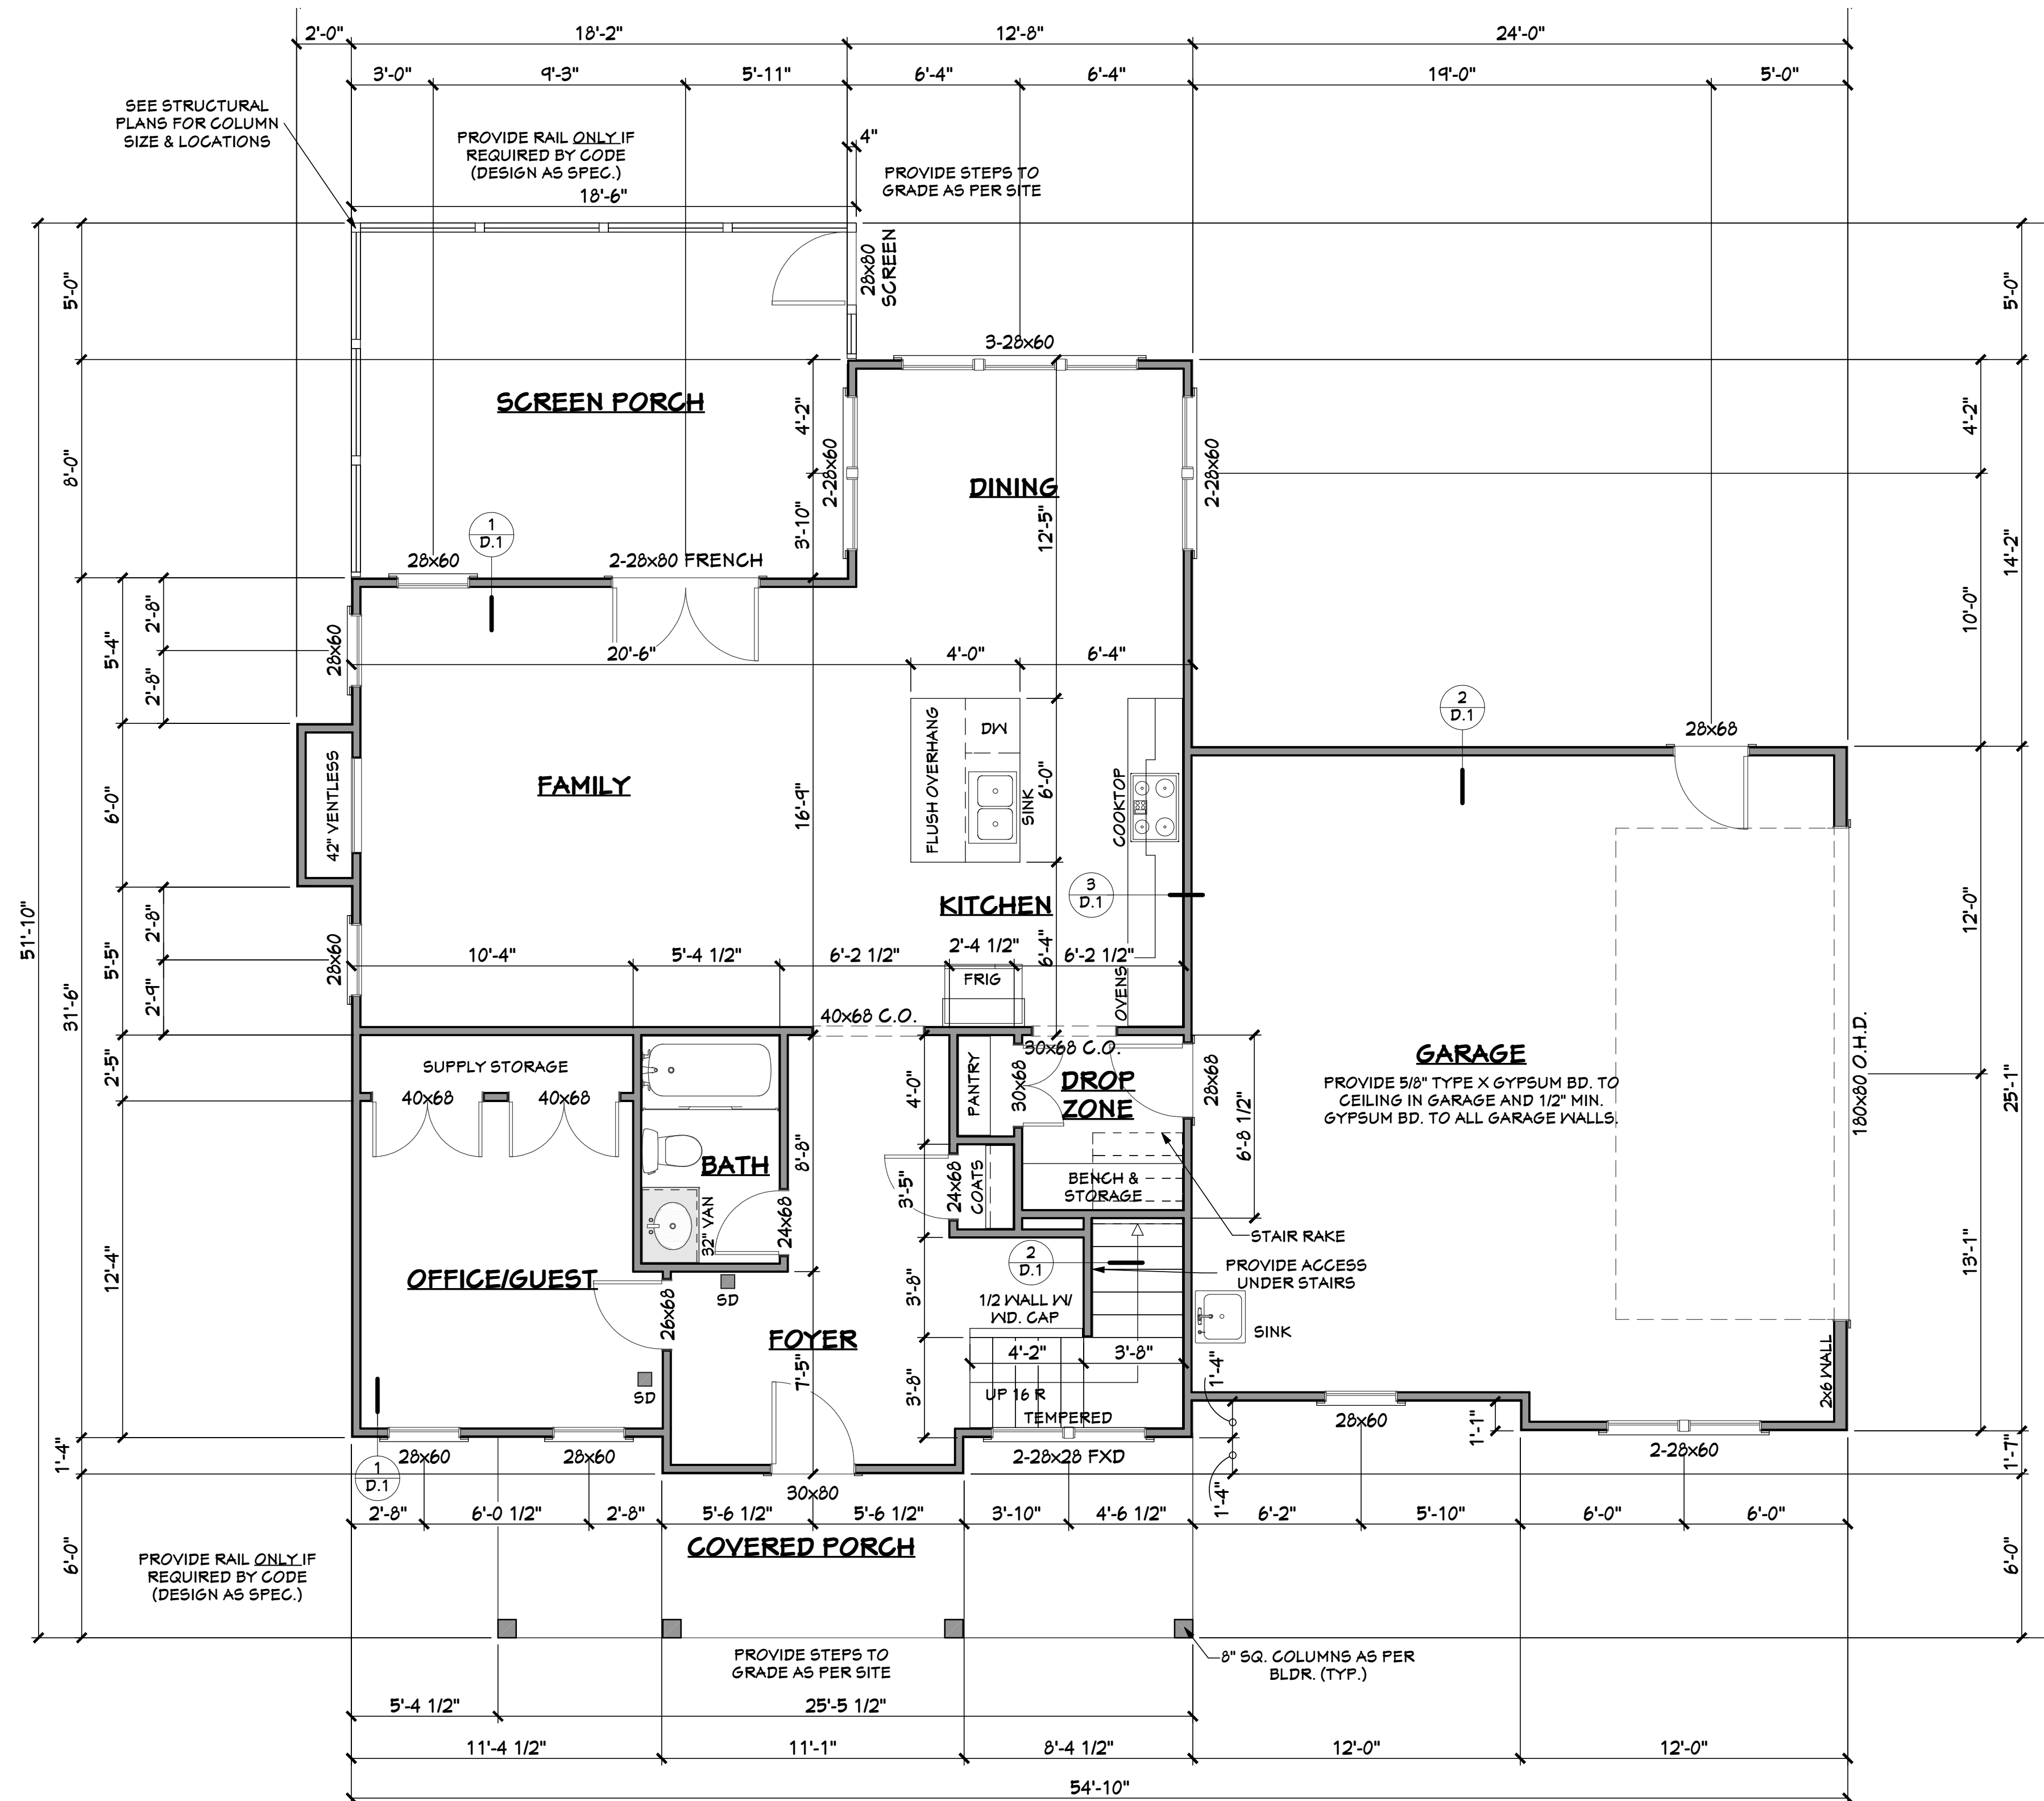 2'-0"
18'-2"
12'-8"
24'-0"
3'-0"
9'-3"
5'-11"
6'-4"
6'-4"
19'-0"
5'-0"
SEE STRUCTURAL
PLANS FOR COLUMN
SIZE & LOCATIONS
PROVIDE RAIL ONLY IF
REQUIRED BY CODE
(DESIGN AS SPEC.)
18'-6"
4"
PROVIDE STEPS TO
GRADE AS PER SITE
28x80
SCREEN
5'-0"
5'-0"
3-28x60
SCREEN PORCH
8'-0"
4'-2"
3'-10"
2-28x60
DINING
12'-5"
2-28x60
4'-2"
14'-2"
10'-0"
1
D.1
28x60
2-28x80 FRENCH
2'-8"
5'-4"
2'-8"
28x60
20'-6"
4'-0"
6'-4"
2
D.1
28x68
FLUSH OVERHANG
DW
SINK
6'-0"
COOKTOP
42" VENTLESS
FAMILY
16'-9"
6'-0"
KITCHEN
3
D.1
12'-0"
51'-10"
31'-6"
2'-8"
5'-5"
2'-9"
28x60
10'-4"
5'-4 1/2"
6'-2 1/2"
2'-4 1/2"
6'-4"
6'-2 1/2"
FRIG
OVENS
40x68 C.O.
30x68 C.O.
2'-5"
SUPPLY STORAGE
40x68
40x68
4'-0"
PANTRY
30x68
DROP
ZONE
28x68
6'-8 1/2"
GARAGE
PROVIDE 5/8" TYPE X GYPSUM BD. TO
CEILING IN GARAGE AND 1/2" MIN.
GYPSUM BD. TO ALL GARAGE WALLS.
180x80 O.H.D.
25'-1"
BATH
8'-8"
3'-5"
24x68
COATS
BENCH &
STORAGE
32" VAN
24x68
STAIR RAKE
12'-4"
OFFICE/GUEST
SD
2
D.1
PROVIDE ACCESS
UNDER STAIRS
13'-1"
26x68
3'-8"
1/2 WALL W/
WD. CAP
FOYER
SINK
4'-2"
3'-8"
SD
7'-5"
3'-8"
UP 16 R
TEMPERED
1'-4"
2x6 WALL
28x60
1'-1"
28x60
28x60
2-28x28 FXD
2-28x60
1'-4"
1
D.1
30x80
1'-4"
1'-7"
2'-8"
6'-0 1/2"
2'-8"
5'-6 1/2"
5'-6 1/2"
3'-10"
4'-6 1/2"
6'-2"
5'-10"
6'-0"
6'-0"
COVERED PORCH
6'-0"
PROVIDE RAIL ONLY IF
REQUIRED BY CODE
(DESIGN AS SPEC.)
6'-0"
PROVIDE STEPS TO
GRADE AS PER SITE
8" SQ. COLUMNS AS PER
BLDR. (TYP.)
5'-4 1/2"
25'-5 1/2"
11'-4 1/2"
11'-1"
8'-4 1/2"
12'-0"
12'-0"
54'-10"